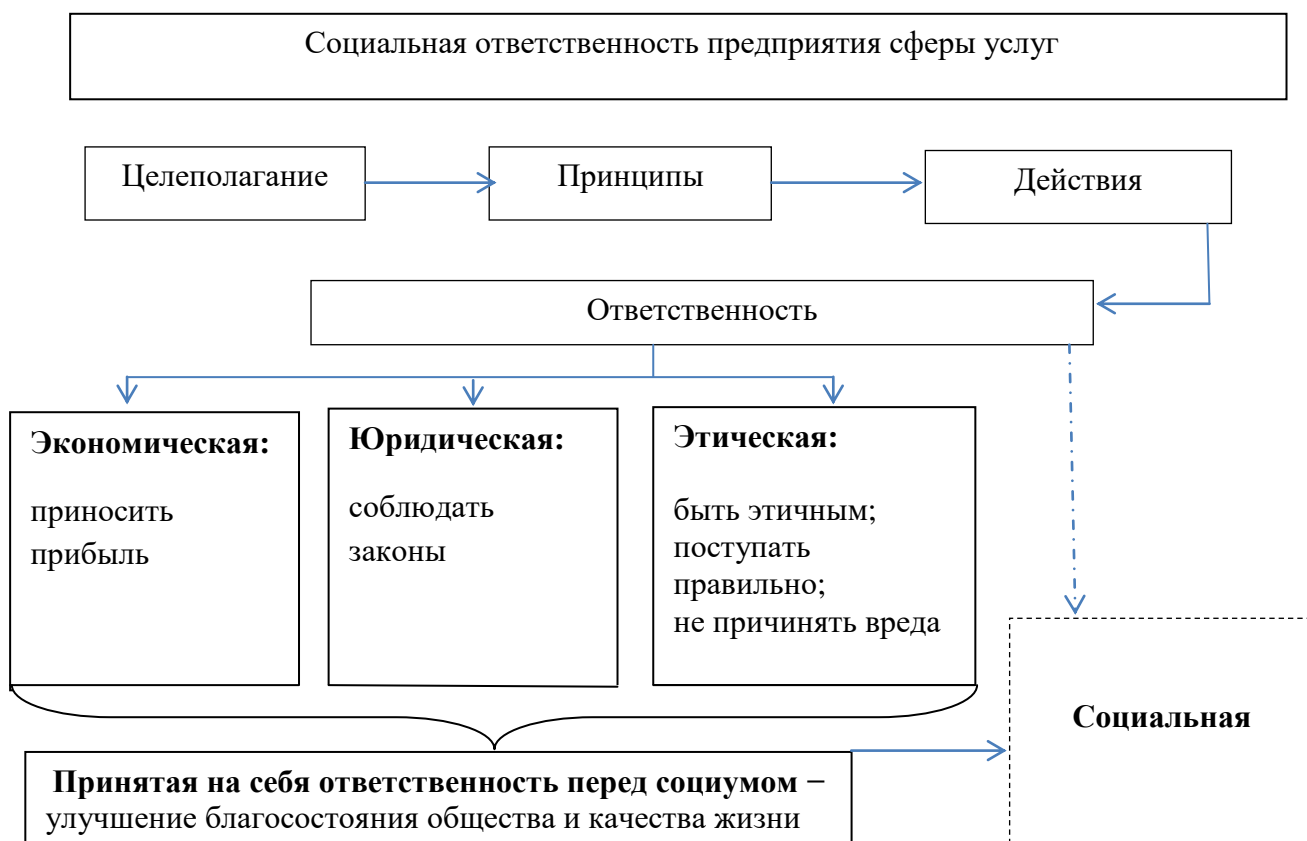 Социальная ответственность предприятия сферы услуг
Целеполагание
Принципы
Действия
Ответственность
Экономическая:
приносить
прибыль
Юридическая:
соблюдать
законы
Этическая:
быть этичным;
поступать
правильно;
не причинять вреда
Социальная
Принятая на себя ответственность перед социумом –
улучшение благосостояния общества и качества жизни